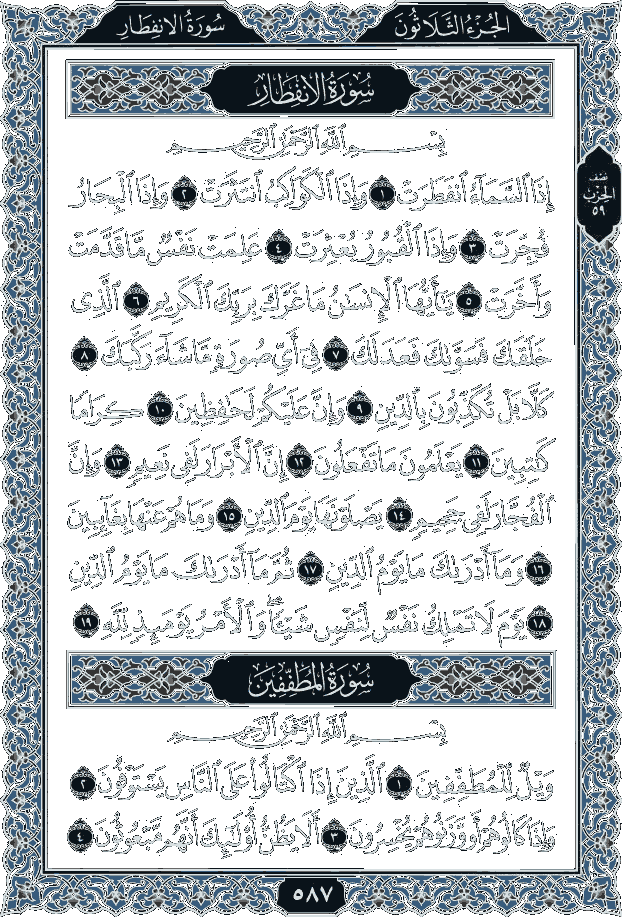 سُورَةُ الِانفِطَارِ
الجُزْءُ الثَّلَاثُونَ
سُورَةُ الِانفِطَارِ
بِسْمِ ٱللَّهِ ٱلرَّحْمَٰنِ ٱلرَّحِيمِ
إِذَا ٱلسَّمَآءُ ٱنفَطَرَتْ ١ وَإِذَا ٱلْكَوَاكِبُ ٱنتَثَرَتْ ٢ وَإِذَا ٱلْبِحَارُ
نصف
الحزب
٥٩
فُجِّرَتْ ٣ وَإِذَا ٱلْقُبُورُ بُعْثِرَتْ ٤ عَلِمَتْ نَفْسٌ مَّا قَدَّمَتْ
وَأَخَّرَتْ ٥ يَٰٓأَيُّهَا ٱلْإِنسَٰنُ مَا غَرَّكَ بِرَبِّكَ ٱلْكَرِيمِ ٦ ٱلَّذِى
خَلَقَكَ فَسَوَّىٰكَ فَعَدَلَكَ ٧ فِىٓ أَىِّ صُورَةٍ مَّا شَآءَ رَكَّبَكَ ٨
كَلَّا بَلْ تُكَذِّبُونَ بِٱلدِّينِ ٩ وَإِنَّ عَلَيْكُمْ لَحَٰفِظِينَ ١٠ كِرَامًا
كَٰتِبِينَ ١١ يَعْلَمُونَ مَا تَفْعَلُونَ ١٢ إِنَّ ٱلْأَبْرَارَ لَفِى نَعِيمٍ ١٣ وَإِنَّ
ٱلْفُجَّارَ لَفِى جَحِيمٍ ١٤ يَصْلَوْنَهَا يَوْمَ ٱلدِّينِ ١٥ وَمَا هُمْ عَنْهَا بِغَآئِبِينَ
١٦ وَمَآ أَدْرَىٰكَ مَا يَوْمُ ٱلدِّينِ ١٧ ثُمَّ مَآ أَدْرَىٰكَ مَا يَوْمُ ٱلدِّينِ
١٨ يَوْمَ لَا تَمْلِكُ نَفْسٌ لِّنَفْسٍ شَيْـًٔا ۖ وَٱلْأَمْرُ يَوْمَئِذٍ لِّلَّهِ ١٩
سُورَةُ المُطَفِّفِينَ
بِسْمِ ٱللَّهِ ٱلرَّحْمَٰنِ ٱلرَّحِيمِ
وَيْلٌ لِّلْمُطَفِّفِينَ ١ ٱلَّذِينَ إِذَا ٱكْتَالُوا۟ عَلَى ٱلنَّاسِ يَسْتَوْفُونَ ٢
وَإِذَا كَالُوهُمْ أَو وَّزَنُوهُمْ يُخْسِرُونَ ٣ أَلَا يَظُنُّ أُو۟لَٰٓئِكَ أَنَّهُم مَّبْعُوثُونَ ٤
٥٨٧